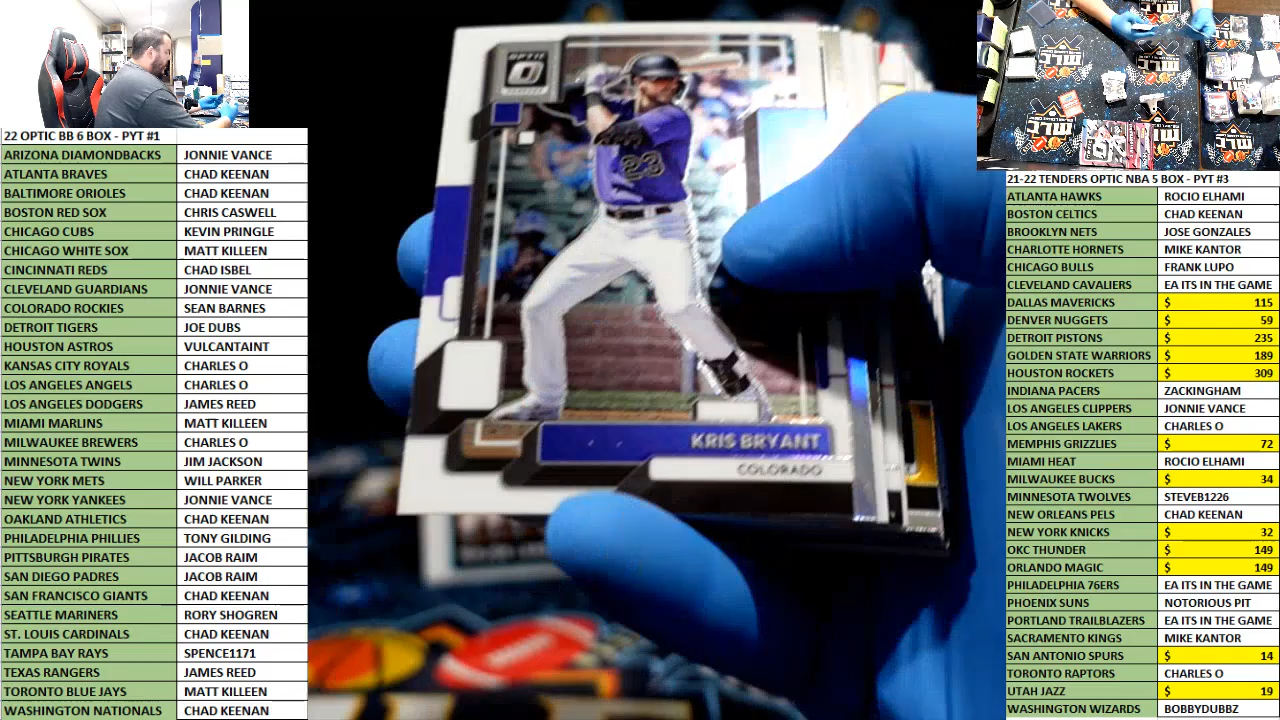 22 OPTIC BB 6 BOX - PYT #1
ARIZONA DIAMONDBACKS JONNIE VANCE
ATLANTA BRAVES CHAD KEENAN
BALTIMORE ORIOLES CHAD KEENAN
BOSTON RED SOX CHRIS CASWELL
CHICAGO CUBS KEVIN PRINGLE
CHICAGO WHITE SOX MATT KILLEEN
CINCINNATI REDS CHAD ISBEL
CLEVELAND GUARDIANS JONNIE VANCE
COLORADO ROCKIES SEAN BARNES
DETROIT TIGERS JOE DUBS
HOUSTON ASTROS VULCANTAINT
KANSAS CITY ROYALS CHARLES O
LOS ANGELES ANGELS CHARLES O
LOS ANGELES DODGERS JAMES REED
MIAMI MARLINS MATT KILLEEN
MILWAUKEE BREWERS CHARLES O
MINNESOTA TWINS JIM JACKSON
NEW YORK METS WILL PARKER
NEW YORK YANKEES JONNIE VANCE
OAKLAND ATHLETICS CHAD KEENAN
PHILADELPHIA PHILLIES TONY GILDING
PITTSBURGH PIRATES JACOB RAIM
SAN DIEGO PADRES JACOB RAIM
SAN FRANCISCO GIANTS CHAD KEENAN
SEATTLE MARINERS RORY SHOGREN
ST. LOUIS CARDINALS CHAD KEENAN
TAMPA BAY RAYS SPENCE1171
TEXAS RANGERS JAMES REED
TORONTO BLUE JAYS MATT KILLEEN
WASHINGTON NATIONALS CHAD KEENAN
OPTIC
23
KRIS BRYANT
COLORADO
MLC
21-22 TENDERS OPTIC NBA 5 BOX - PYT #3
ATLANTA HAWKS ROCIO ELHAMI
BOSTON CELTICS CHAD KEENAN
BROOKLYN NETS JOSE GONZALES
CHARLOTTE HORNETS MIKE KANTOR
CHICAGO BULLS FRANK LUPO
CLEVELAND CAVALIERS EA ITS IN THE GAME
DALLAS MAVERICKS $ 115
DENVER NUGGETS $ 59
DETROIT PISTONS $ 235
GOLDEN STATE WARRIORS $ 189
HOUSTON ROCKETS $ 309
INDIANA PACERS ZACKINGHAM
LOS ANGELES CLIPPERS JONNIE VANCE
LOS ANGELES LAKERS CHARLES O
MEMPHIS GRIZZLIES $ 72
MIAMI HEAT ROCIO ELHAMI
MILWAUKEE BUCKS $ 34
MINNESOTA TWOLVES STEVEB1226
NEW ORLEANS PELS CHAD KEENAN
NEW YORK KNICKS $ 32
OKC THUNDER $ 149
ORLANDO MAGIC $ 149
PHILADELPHIA 76ERS EA ITS IN THE GAME
PHOENIX SUNS NOTORIOUS PIT
PORTLAND TRAILBLAZERS EA ITS IN THE GAME
SACRAMENTO KINGS MIKE KANTOR
SAN ANTONIO SPURS $ 14
TORONTO RAPTORS CHARLES O
UTAH JAZZ $ 19
WASHINGTON WIZARDS BOBBYDUBBZ